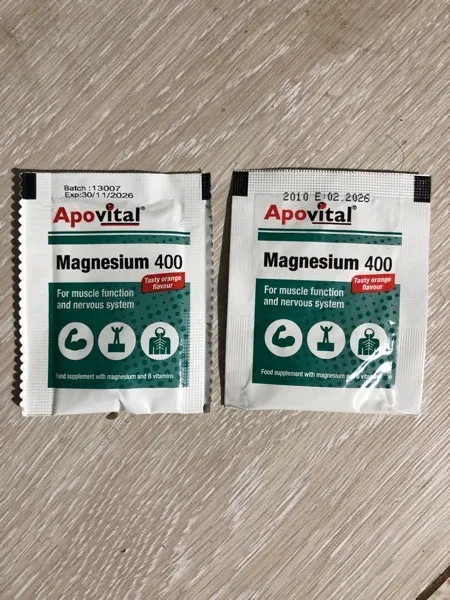 Batch :13007
Exp:30/11/2026
Apovital®
Magnesium 400
Tasty orange
flavour
For muscle function
and nervous system
Food supplement with magnesium and B vitamins
2010 E:02.2026
Apovital®
Magnesium 400
Tasty orange
flavour
For muscle function
and nervous system
Food supplement with magnesium and B vitamins